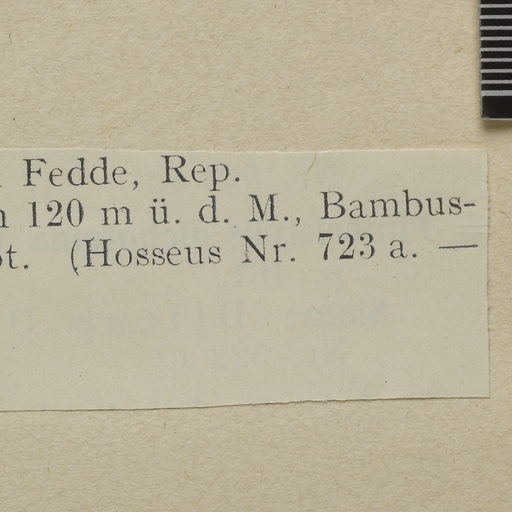 Fedde, Rep.
120 m ü. d. M., Bambus-
(Hosseus Nr. 723 a. —